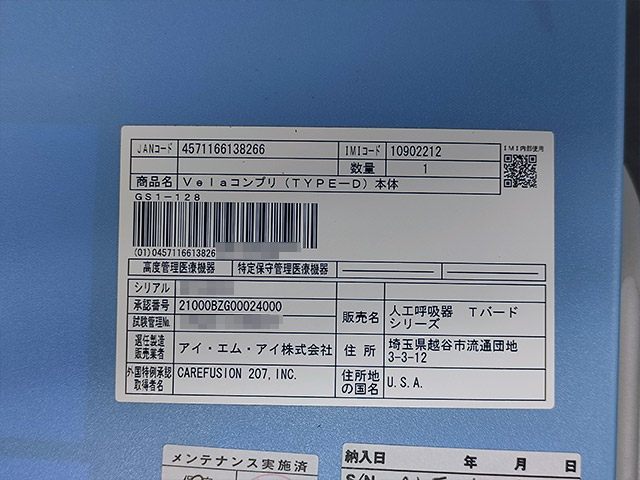 JANコード 4571166138266 IMIコード 10902212
IMI内部使用
数量 1
商品名 Velaコンプリ(TYPE－D)本体
GS1-128
(01)0457116613826
高度管理医療機器 特定保守管理医療機器
シリアル
承認番号 21000BZG00024000
試験管理No.
販売名 人工呼吸器 Tバード
シリーズ
選任製造
販売業者 アイ・エム・アイ株式会社
住所 埼玉県越谷市流通団地
3-3-12
外国特例承認
取得者名 CAREFUSION 207,INC.
住所地
の国名 U.S.A.
メンテナンス実施済
納入日 年 月 日
S/N